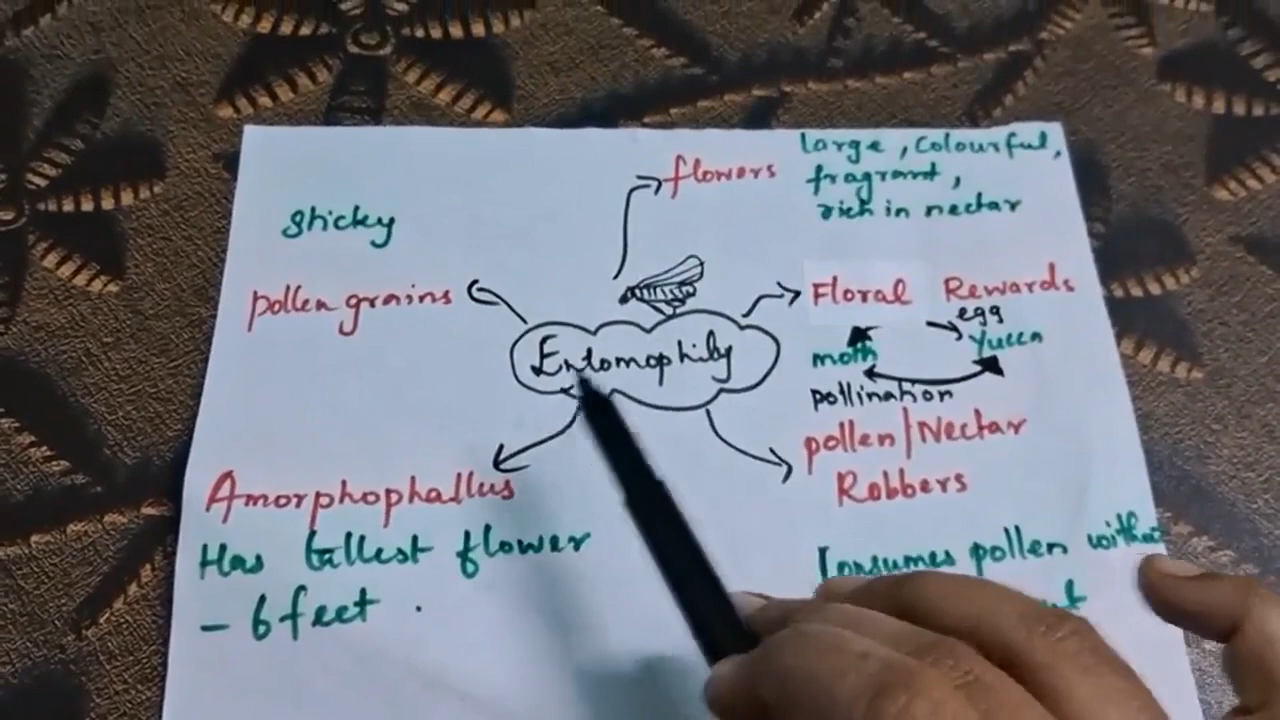 flowers
large, Colourful,
fragrant,
rich in nectar
sticky
pollen grains
Entomophily
Floral Rewards
egg
moth
Yucca
pollination
pollen/Nectar
Robbers
Amorphophallus
Has tallest flower
- 6 feet .
Consumes pollen